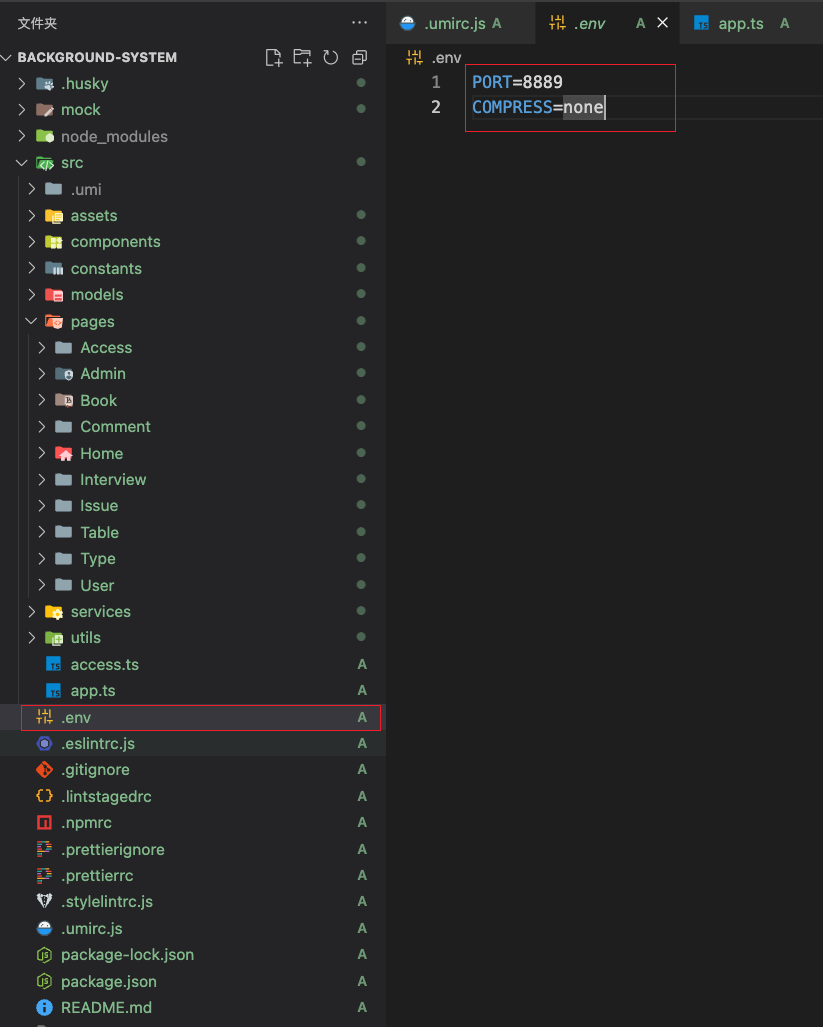 文件夹
BACKGROUND-SYSTEM
.husky
mock
node_modules
src
.umi
assets
components
constants
models
pages
Access
Admin
Book
Comment
Home
Interview
Issue
Table
Type
User
services
utils
access.ts A
app.ts A
.env A
.eslintrc.js A
.gitignore A
.lintstagedrc A
.npmrc A
.prettierignore A
.prettierrc A
.stylelintrc.js A
.umirc.js A
package-lock.json A
package.json A
README.md A
.umirc.js A
.env A
app.ts A
.env
1 PORT=8889
2 COMPRESS=none